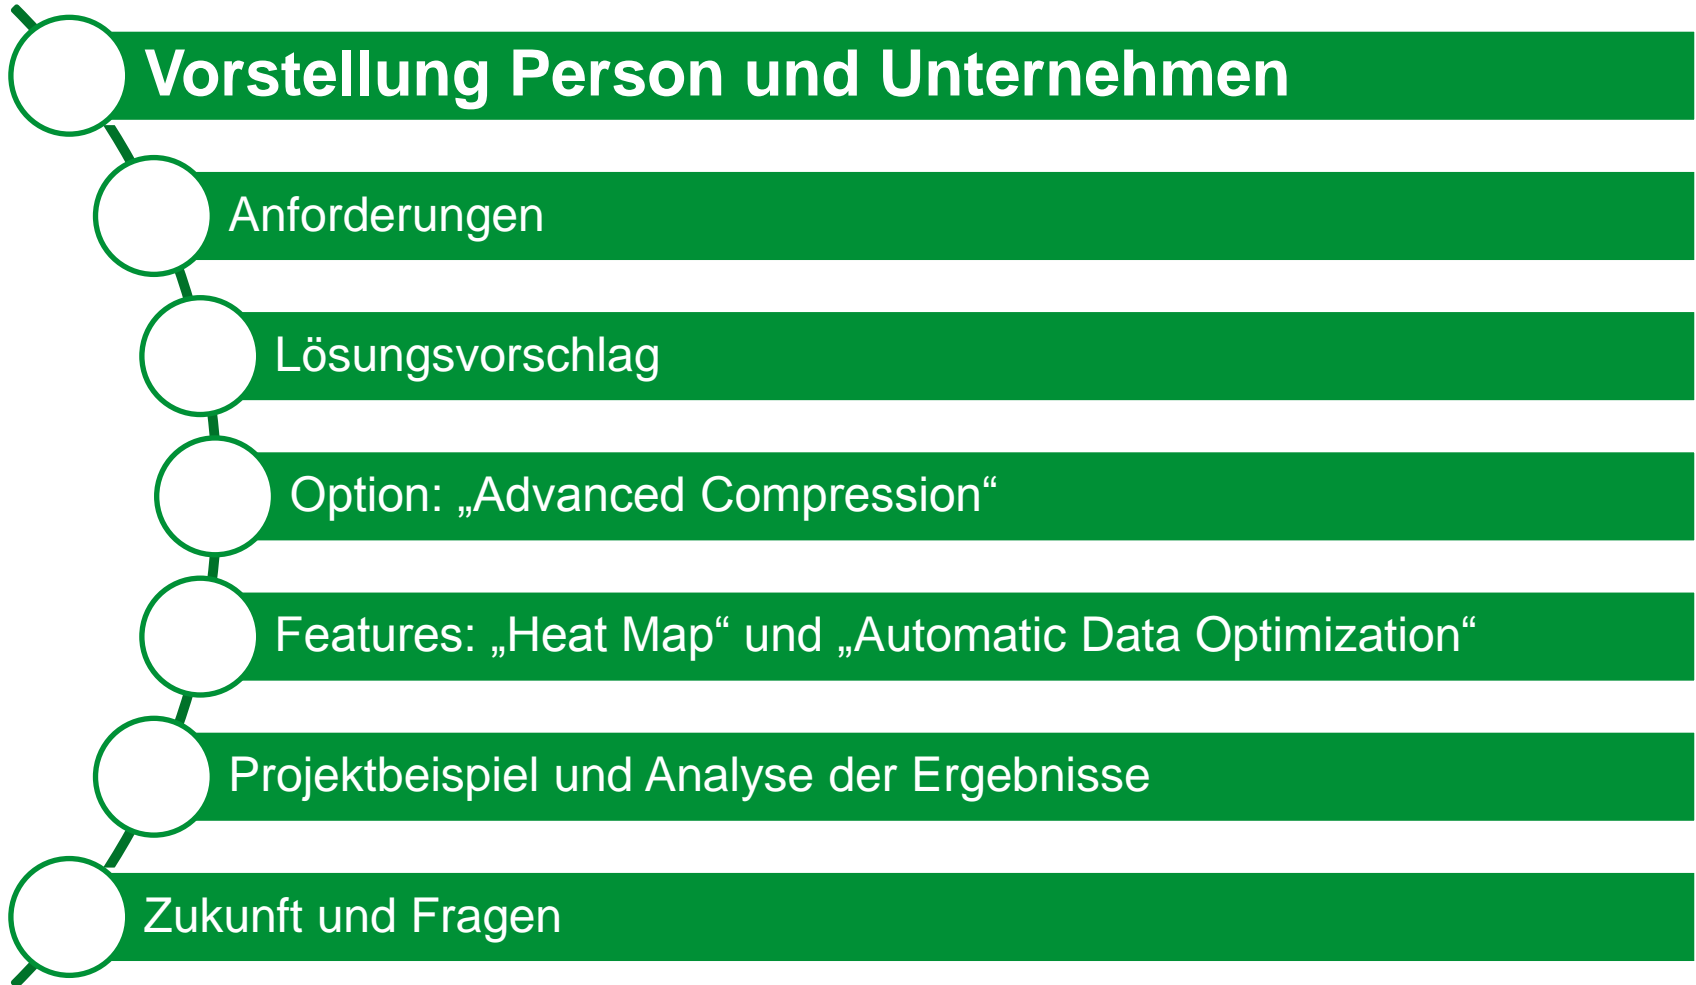 Vorstellung Person und Unternehmen
Anforderungen
Lösungsvorschlag
Option: „Advanced Compression“
Features: „Heat Map“ und „Automatic Data Optimization“
Projektbeispiel und Analyse der Ergebnisse
Zukunft und Fragen